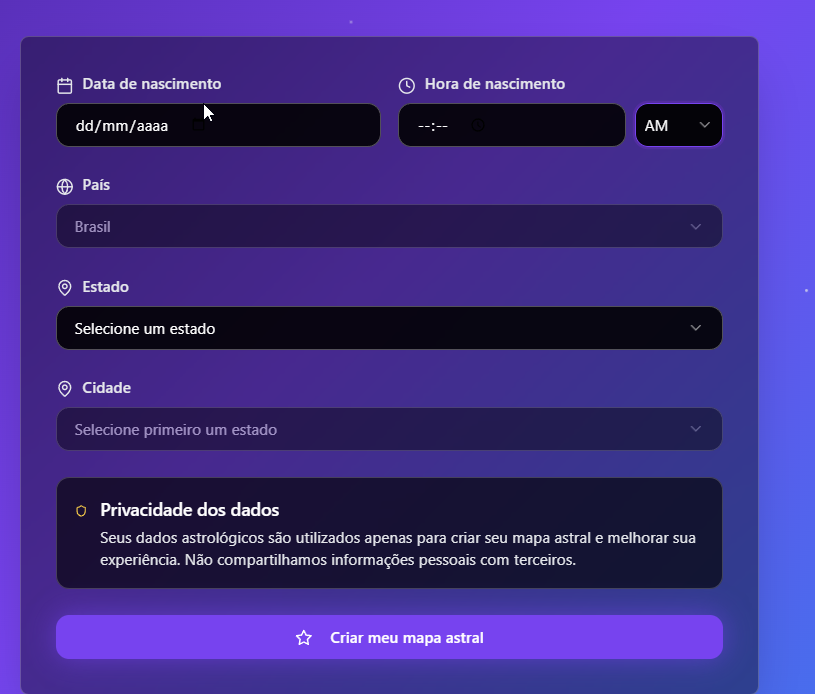 Data de nascimento
Hora de nascimento
dd/mm/aaaa
--:--
AM
País
Brasil
Estado
Selecione um estado
Cidade
Selecione primeiro um estado
Privacidade dos dados
Seus dados astrológicos são utilizados apenas para criar seu mapa astral e melhorar sua
experiência. Não compartilhamos informações pessoais com terceiros.
Criar meu mapa astral